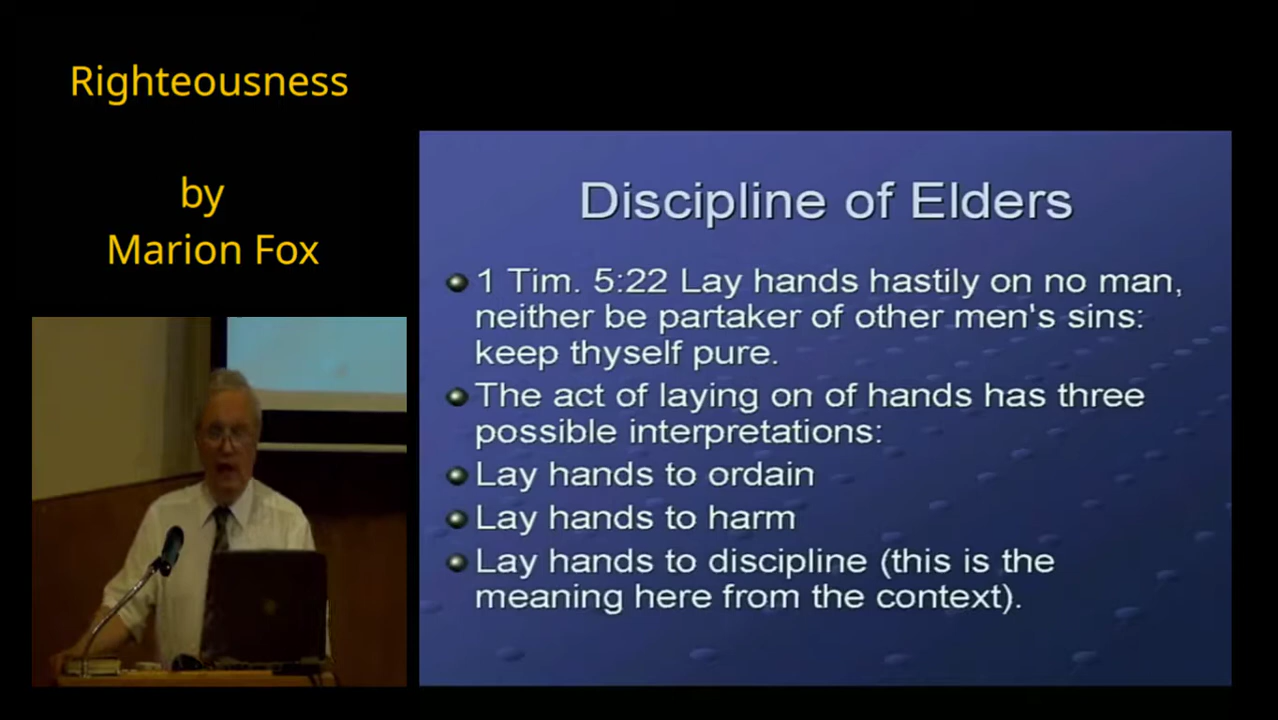 Righteousness
by
Marion Fox
Discipline of Elders
1 Tim. 5:22 Lay hands hastily on no man,
neither be partaker of other men's sins:
keep thyself pure.
The act of laying on of hands has three
possible interpretations:
Lay hands to ordain
Lay hands to harm
Lay hands to discipline (this is the
meaning here from the context).